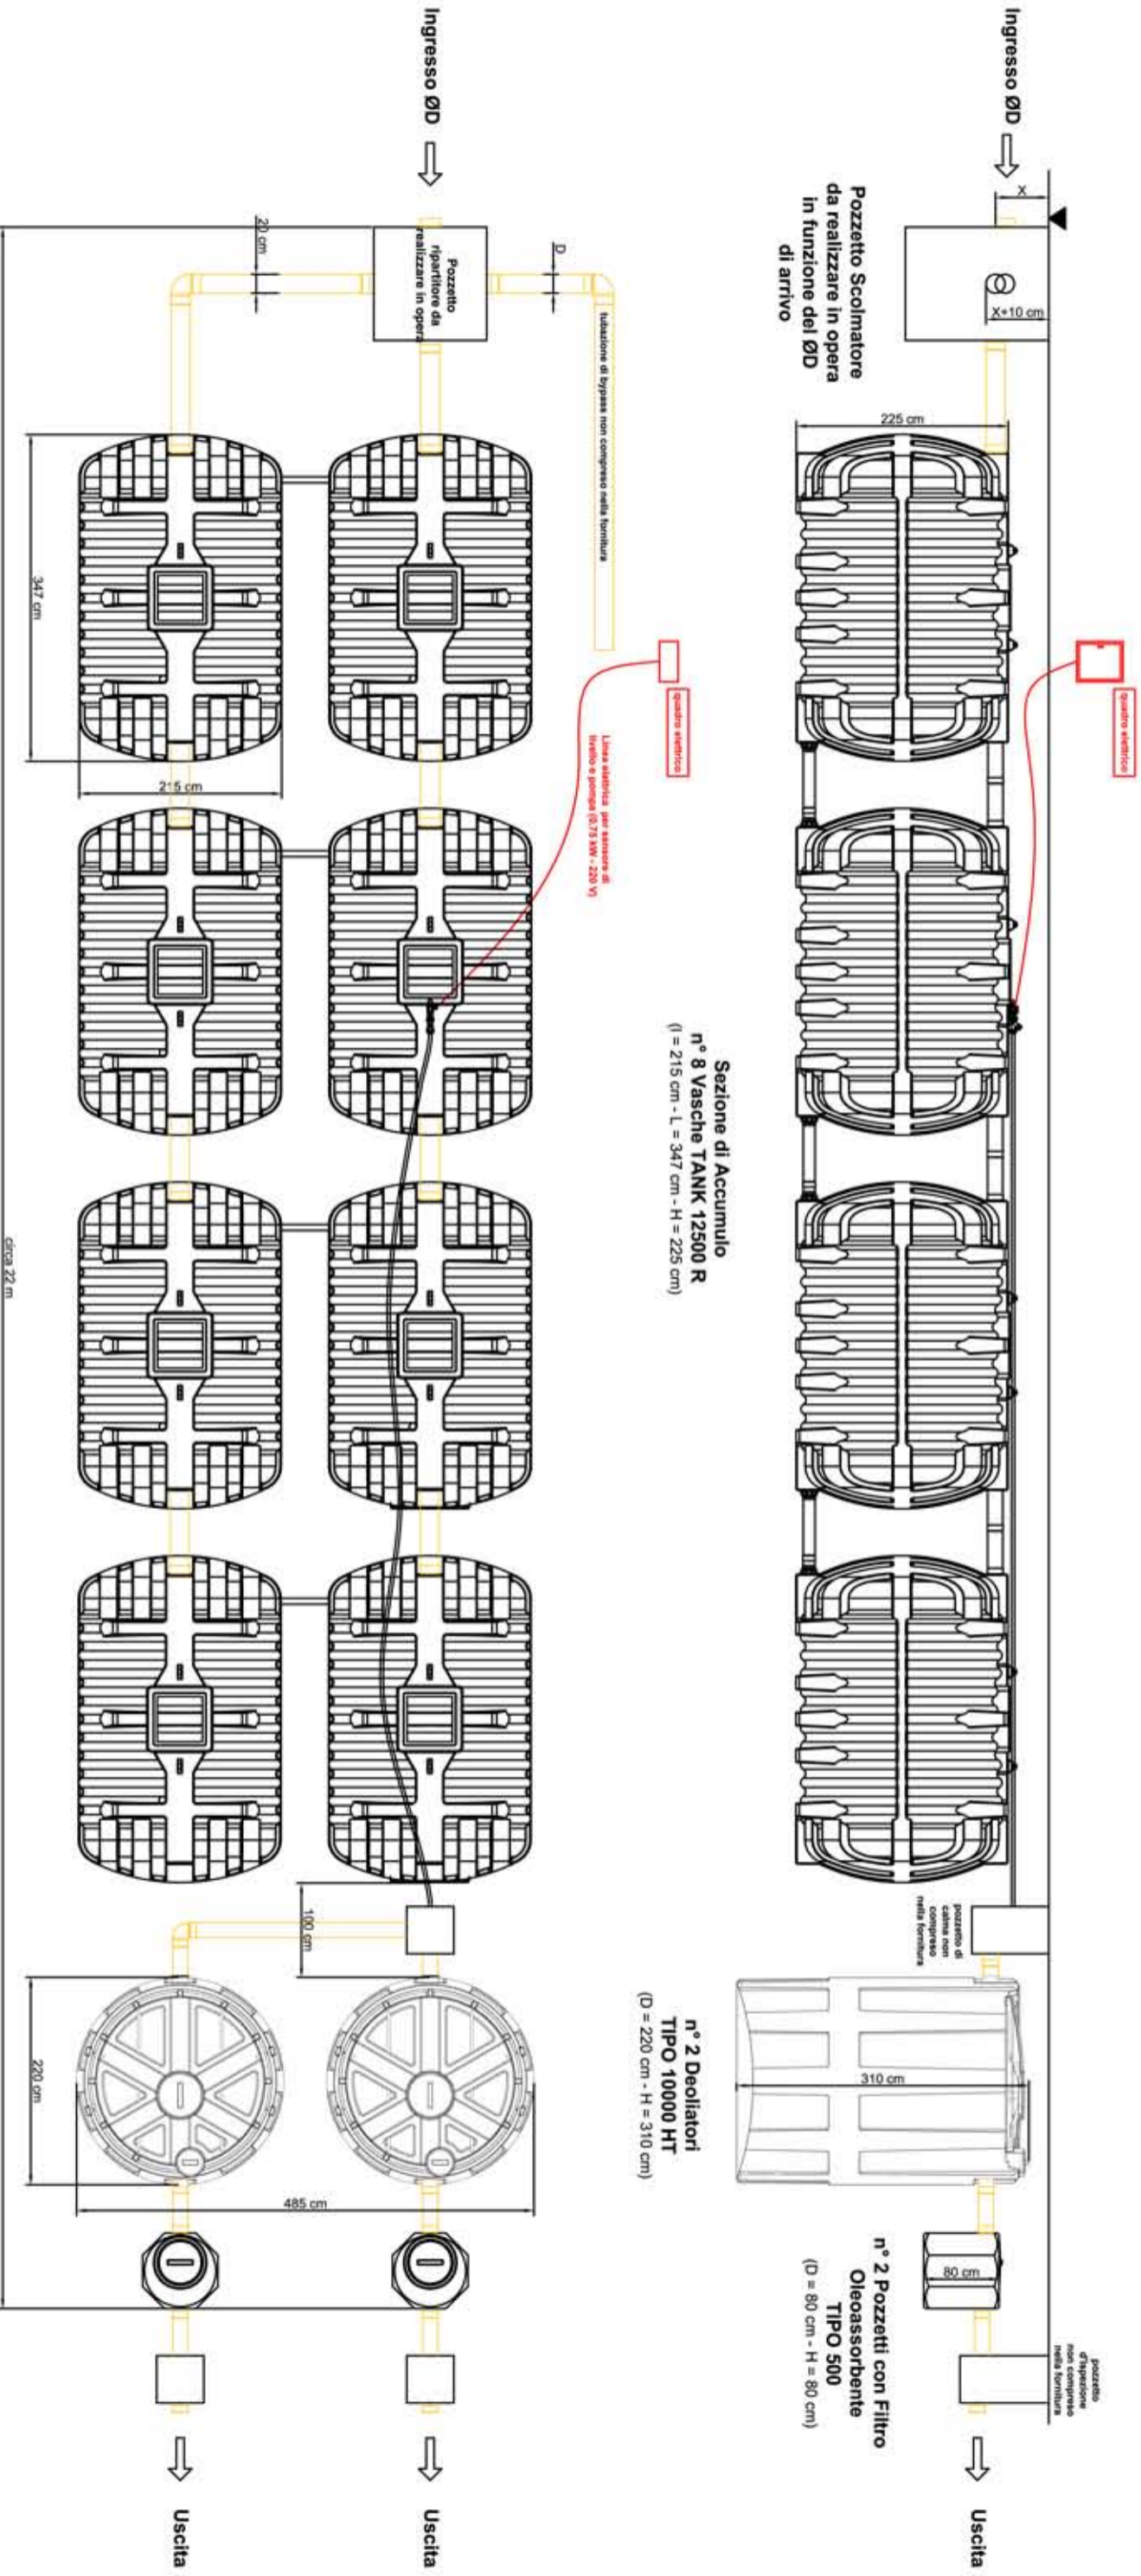 Ingresso ØD
X
X+10 cm
Pozzetto Scolmatore
da realizzare in opera
in funzione del ØD
di arrivo
225 cm
quadro elettrico
pozzetto di
calma non
compreso
nella fornitura
310 cm
80 cm
pozzetto
d'ispezione
non compreso
nella fornitura
Uscita
n° 2 Pozzetti con Filtro
Oleoassorbente
TIPO 500
(D = 80 cm - H = 80 cm)
n° 2 Deoliatori
TIPO 10000 HT
(D = 220 cm - H = 310 cm)
Sezione di Accumulo
n° 8 Vasche TANK 12500 R
(l = 215 cm - L = 347 cm - H = 225 cm)
quadro elettrico
Linea elettrica per sensore di
livello e pompa (0,75 kW - 220 V)
tubazione di bypass non compreso nella fornitura
D
Ingresso ØD
Pozzetto
ripartitore da
realizzare in opera
20 cm
347 cm
215 cm
100 cm
220 cm
485 cm
Uscita
Uscita
circa 22 m